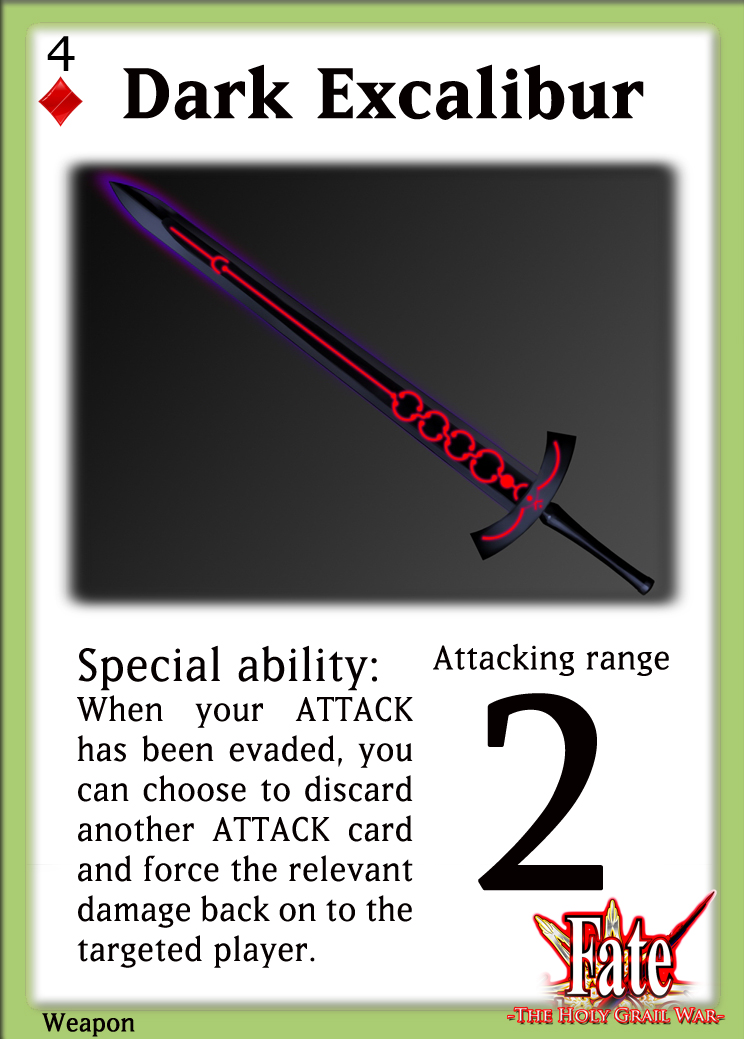 4
Dark Excalibur
Special ability:
When your ATTACK
has been evaded, you
can choose to discard
another ATTACK card
and force the relevant
damage back on to the
targeted player.
Attacking range
2
Fate
-THE HOLY GRAIL WAR-
Weapon